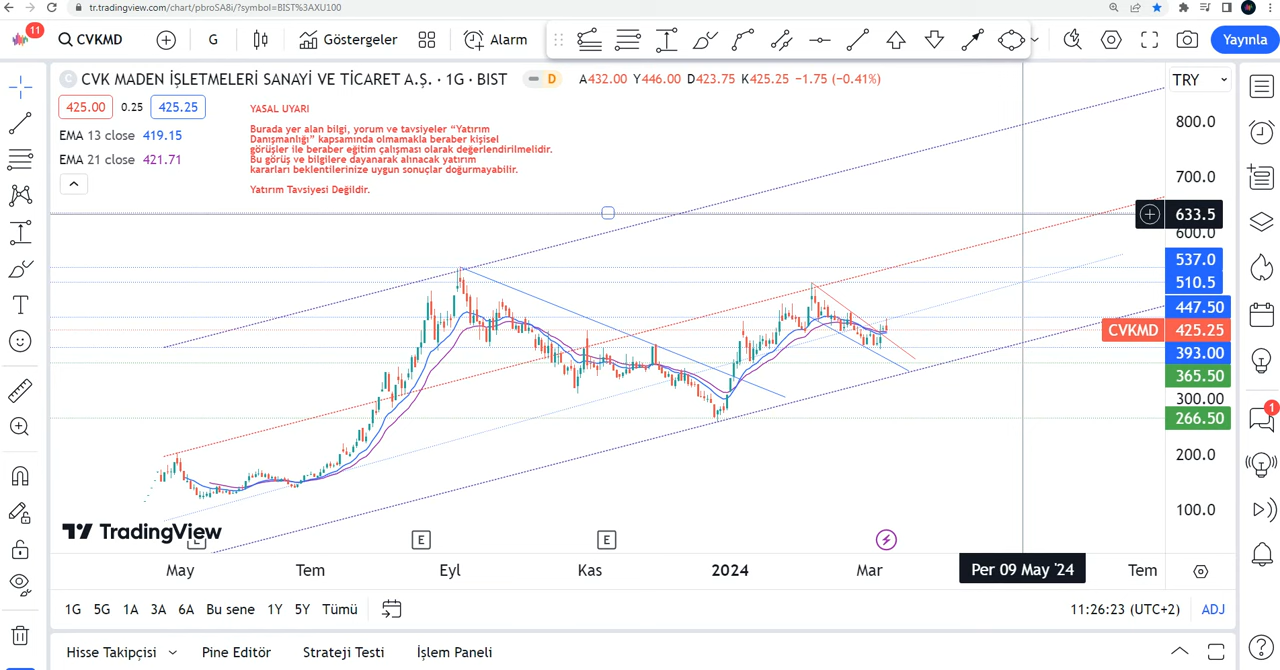 tr.tradingview.com/chart/pbroSA8i/?symbol=BIST%3AXU100
11
CVKMD
G
Göstergeler
Alarm
Yayınla
CVK MADEN İŞLETMELERİ SANAYİ VE TİCARET A.Ş. · 1G · BIST
D
A432.00 Y446.00 D423.75 K425.25 −1.75 (−0.41%)
TRY
425.00 0.25 425.25
EMA 13 close 419.15
EMA 21 close 421.71
YASAL UYARI
Burada yer alan bilgi, yorum ve tavsiyeler “Yatırım
Danışmanlığı” kapsamında olmamakla beraber kişisel
görüşler ile beraber eğitim çalışması olarak değerlendirilmelidir.
Bu görüş ve bilgilere dayanarak alınacak yatırım
kararları beklentilerinize uygun sonuçlar doğurmayabilir.
Yatırım Tavsiyesi Değildir.
800.0
700.0
633.5
600.0
537.0
510.5
447.50
CVKMD 425.25
393.00
365.50
300.00
266.50
200.0
100.0
1
TradingView
E
E
May Tem Eyl Kas 2024 Mar Per 09 May '24 Tem
1G 5G 1A 3A 6A Bu sene 1Y 5Y Tümü
11:26:23 (UTC+2) ADJ
Hisse Takipçisi Pine Editör Strateji Testi İşlem Paneli